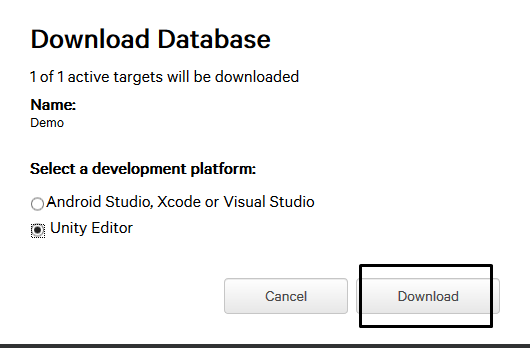 Download Database
1 of 1 active targets will be downloaded
Name:
Demo
Select a development platform:
Android Studio, Xcode or Visual Studio
Unity Editor
Cancel
Download